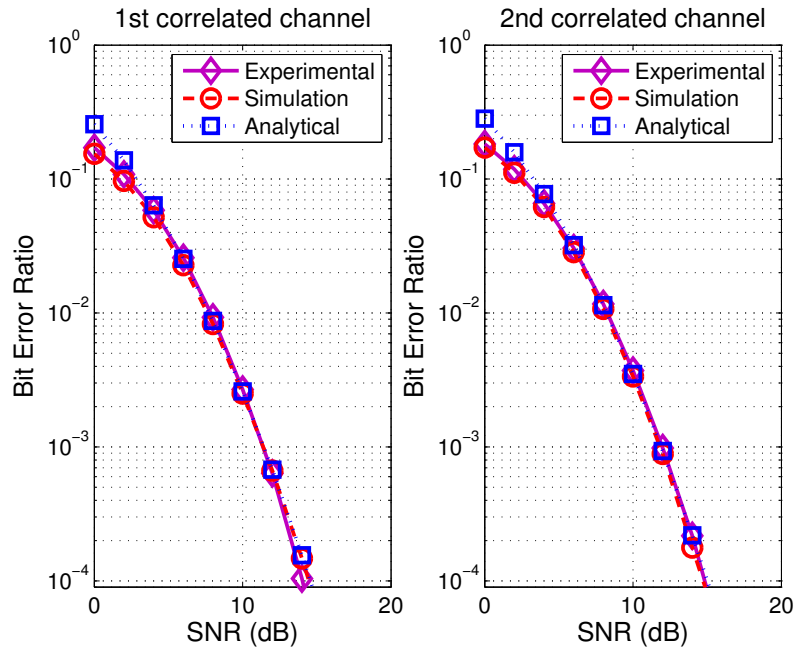 1st correlated channel
10^0
10^-1
10^-2
10^-3
10^-4
Bit Error Ratio
0
10
20
SNR (dB)
Experimental
Simulation
Analytical
2nd correlated channel
10^0
10^-1
10^-2
10^-3
10^-4
Bit Error Ratio
0
10
20
SNR (dB)
Experimental
Simulation
Analytical